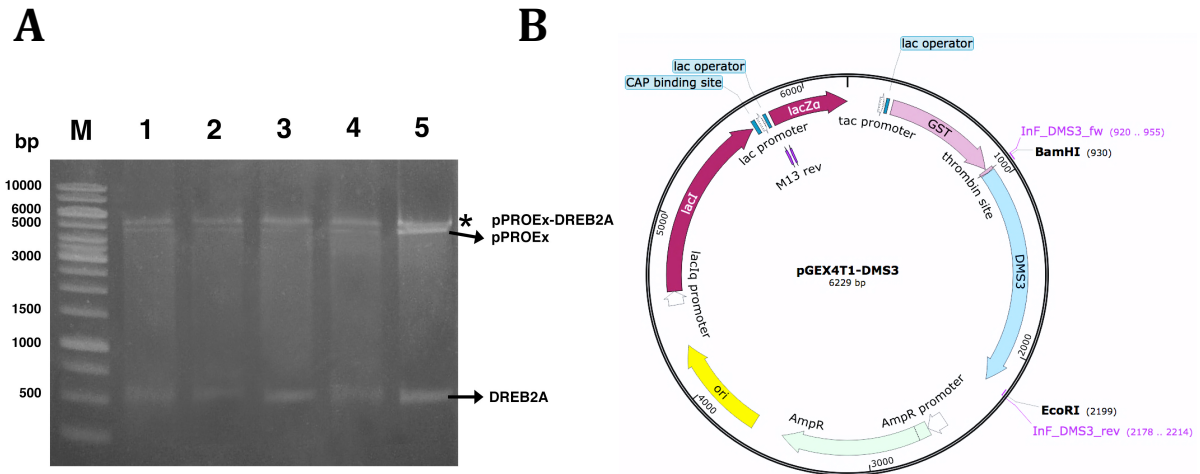 A
M 1 2 3 4 5
bp
10000
6000
5000
3000
1500
1000
500
* pPROEx-DREB2A
pPROEx
DREB2A
B
lac operator
lac operator
CAP binding site
6000
lacZα
tac promoter
GST
lac promoter
M13 rev
thrombin site
1000
InF_DMS3_fw (920 .. 955)
BamHI (930)
lacI
5000
lacIq promoter
pGEX4T1-DMS3
6229 bp
DMS3
2000
ori
4000
AmpR
AmpR promoter
3000
EcoRI (2199)
InF_DMS3_rev (2178 .. 2214)